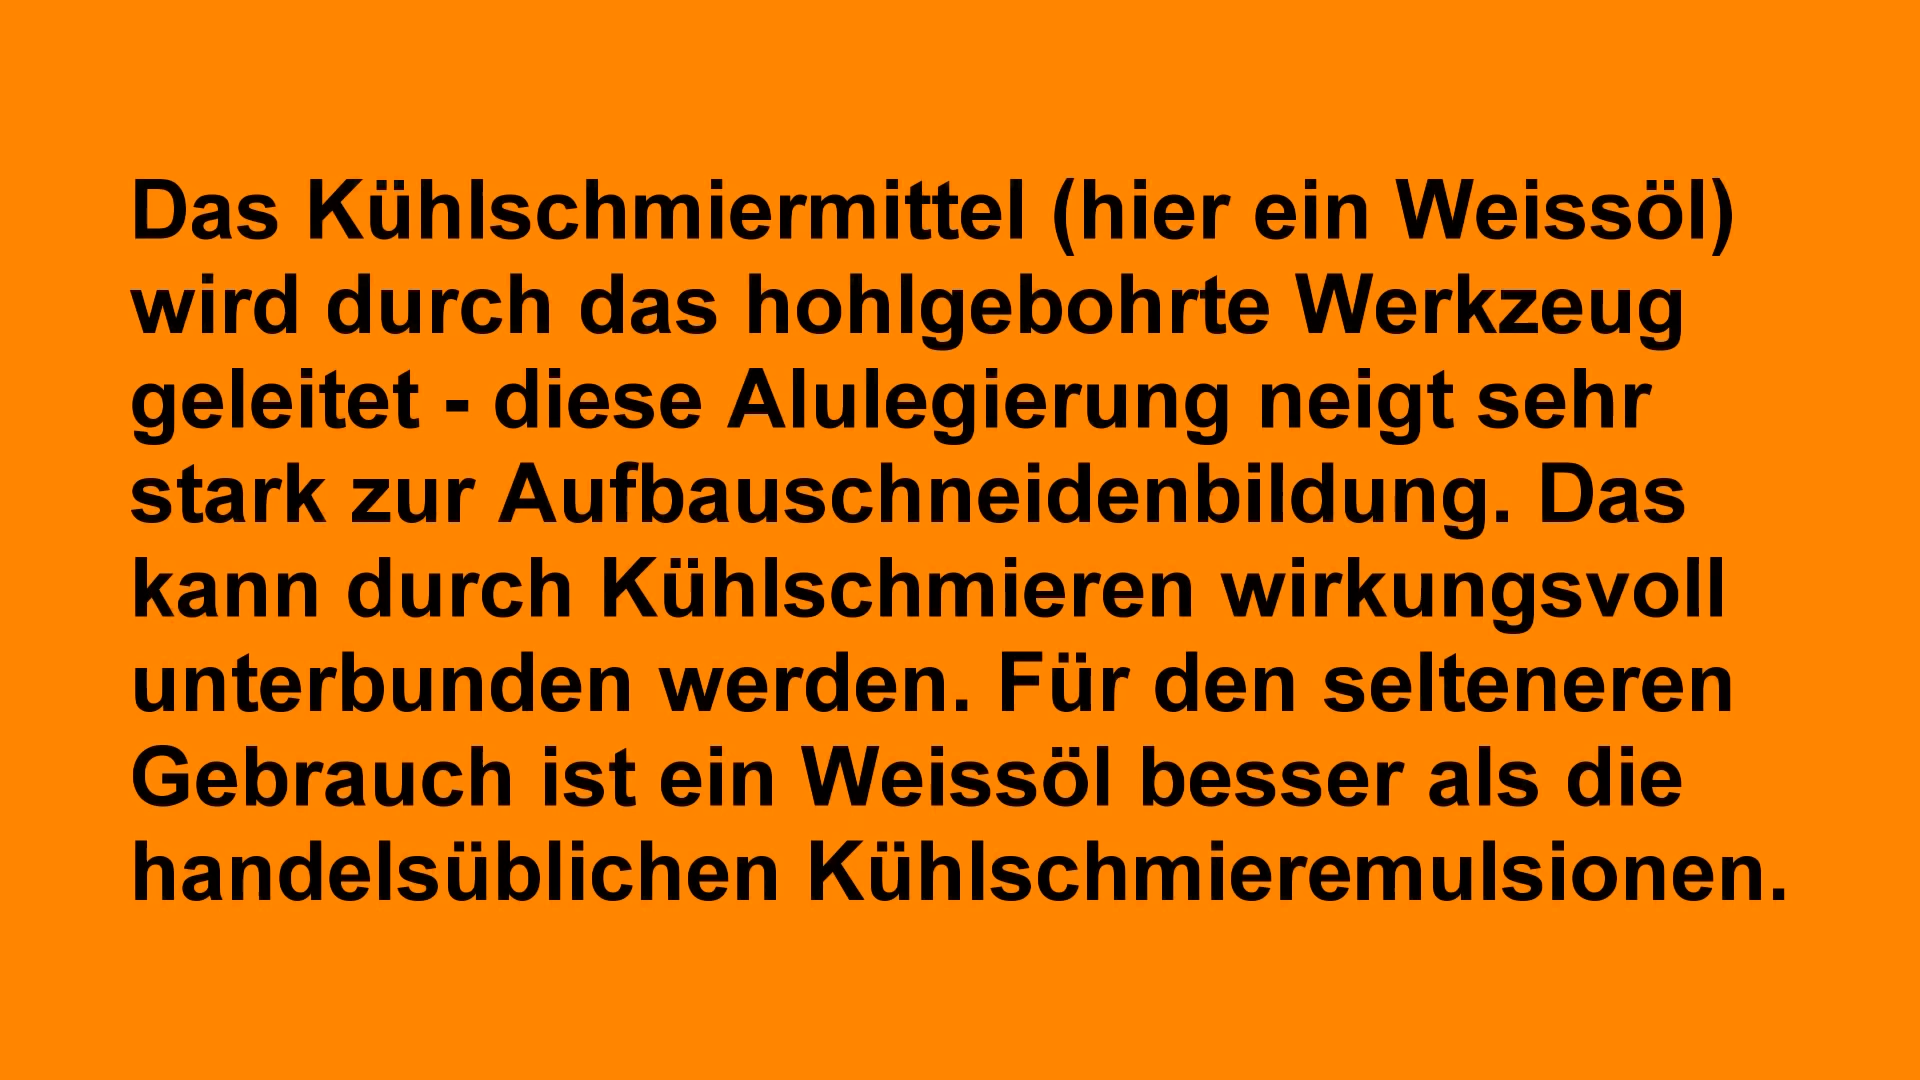 Das Kühlschmiermittel (hier ein Weissöl)
wird durch das hohlgebohrte Werkzeug
geleitet - diese Alulegierung neigt sehr
stark zur Aufbauschneidenbildung. Das
kann durch Kühlschmieren wirkungsvoll
unterbunden werden. Für den selteneren
Gebrauch ist ein Weissöl besser als die
handelsüblichen Kühlschmieremulsionen.